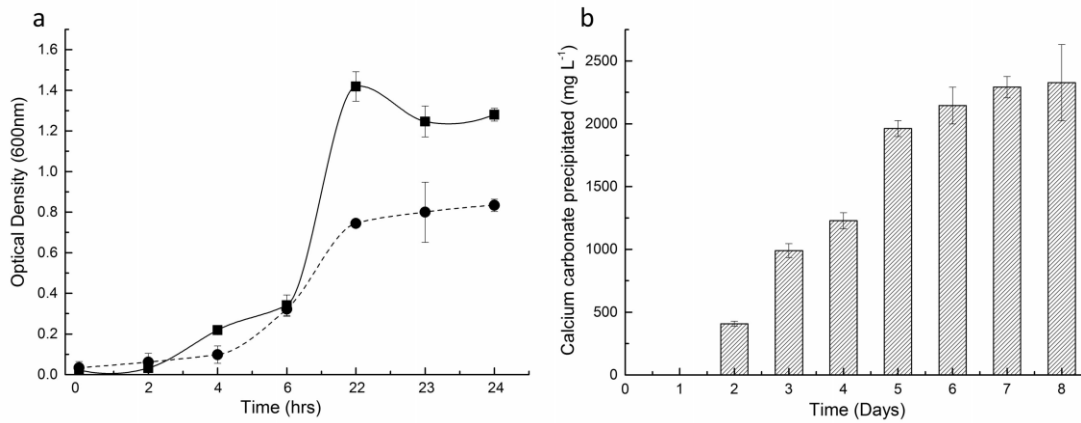 a
1.6
1.4
1.2
1.0
0.8
0.6
0.4
0.2
0.0
Optical Density (600nm)
0 2 4 6 22 23 24
Time (hrs)
b
2500
2000
1500
1000
500
0
Calcium carbonate precipitated (mg L⁻¹)
0 1 2 3 4 5 6 7 8
Time (Days)